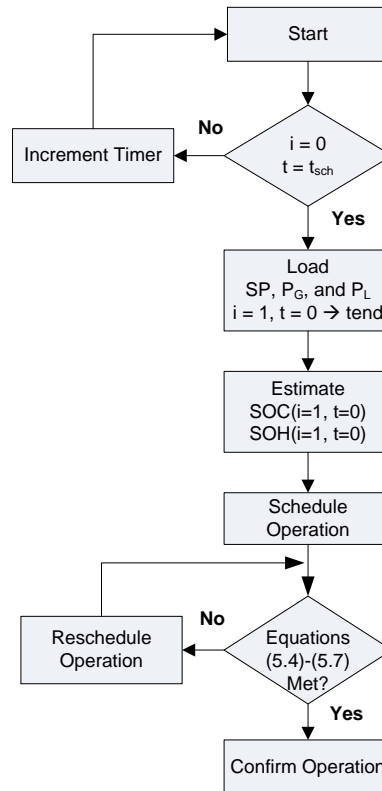 Start
No
i = 0
t = tsch
Increment Timer
Yes
Load
SP, PG, and PL
i = 1, t = 0 → tend
Estimate
SOC(i=1, t=0)
SOH(i=1, t=0)
Schedule
Operation
No
Reschedule
Operation
Equations
(5.4)-(5.7)
Met?
Yes
Confirm Operation